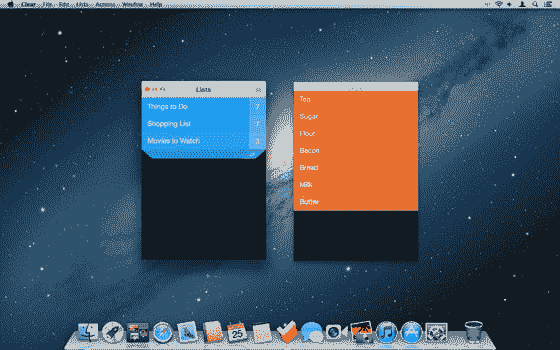 Clear File Edit Lists Actions Window Help
Lists
Things to Do 7
Shopping List 7
Movies to Watch 3
Tea
Sugar
Flour
Bacon
Bread
Milk
Butter
25